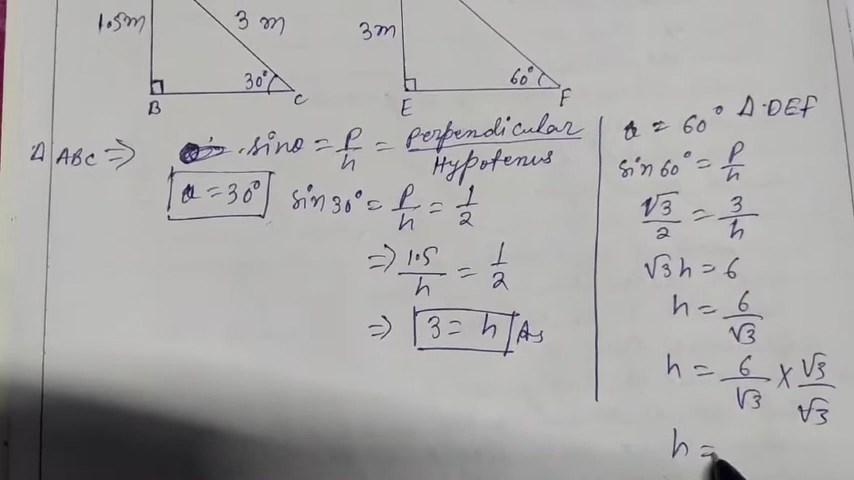 1.5m 3 m
30°
B C
3m
60°
E F
Δ ABC ⇒ sinθ = P/h = Perpendicular/Hypotenus
a = 30° sin 30° = P/h = 1/2
⇒ 1.5/h = 1/2
⇒ 3 = h As
a = 60° Δ.DEF
sin 60° = P/h
√3/2 = 3/h
√3 h = 6
h = 6/√3
h = 6/√3 × √3/√3
h =